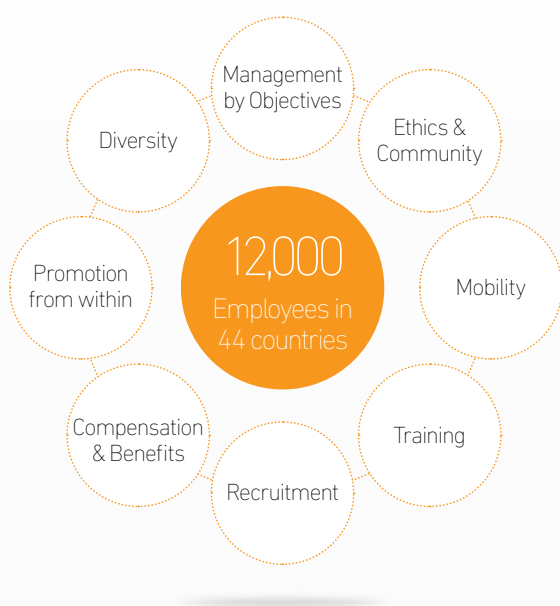 Management
by Objectives
Ethics &
Community
Diversity
12,000
Employees in
44 countries
Promotion
from within
Mobility
Compensation
& Benefits
Training
Recruitment